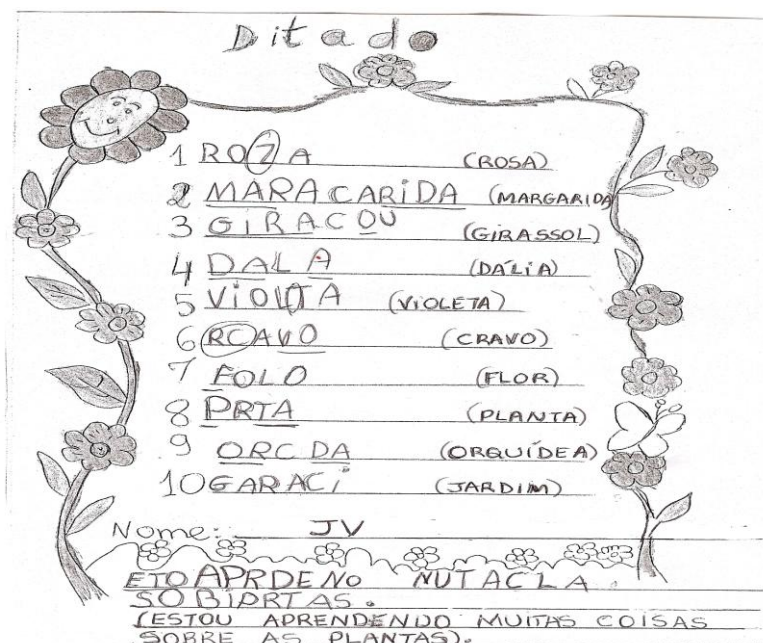 Ditado
1 ROZA (ROSA)
2 MARACARIDA (MARGARIDA)
3 GIRACOU (GIRASSOL)
4 DALA (DÁLIA)
5 VIOLTA (VIOLETA)
6 RCAVO (CRAVO)
7 FOLO (FLOR)
8 PRTA (PLANTA)
9 ORCDA (ORQUÍDEA)
10 GARACI (JARDIM)
Nome: JV
ETOAPRDENO NUTACLA.
SOBIPRTAS.
(ESTOU APRENDENDO MUITAS COISAS
SOBRE AS PLANTAS).